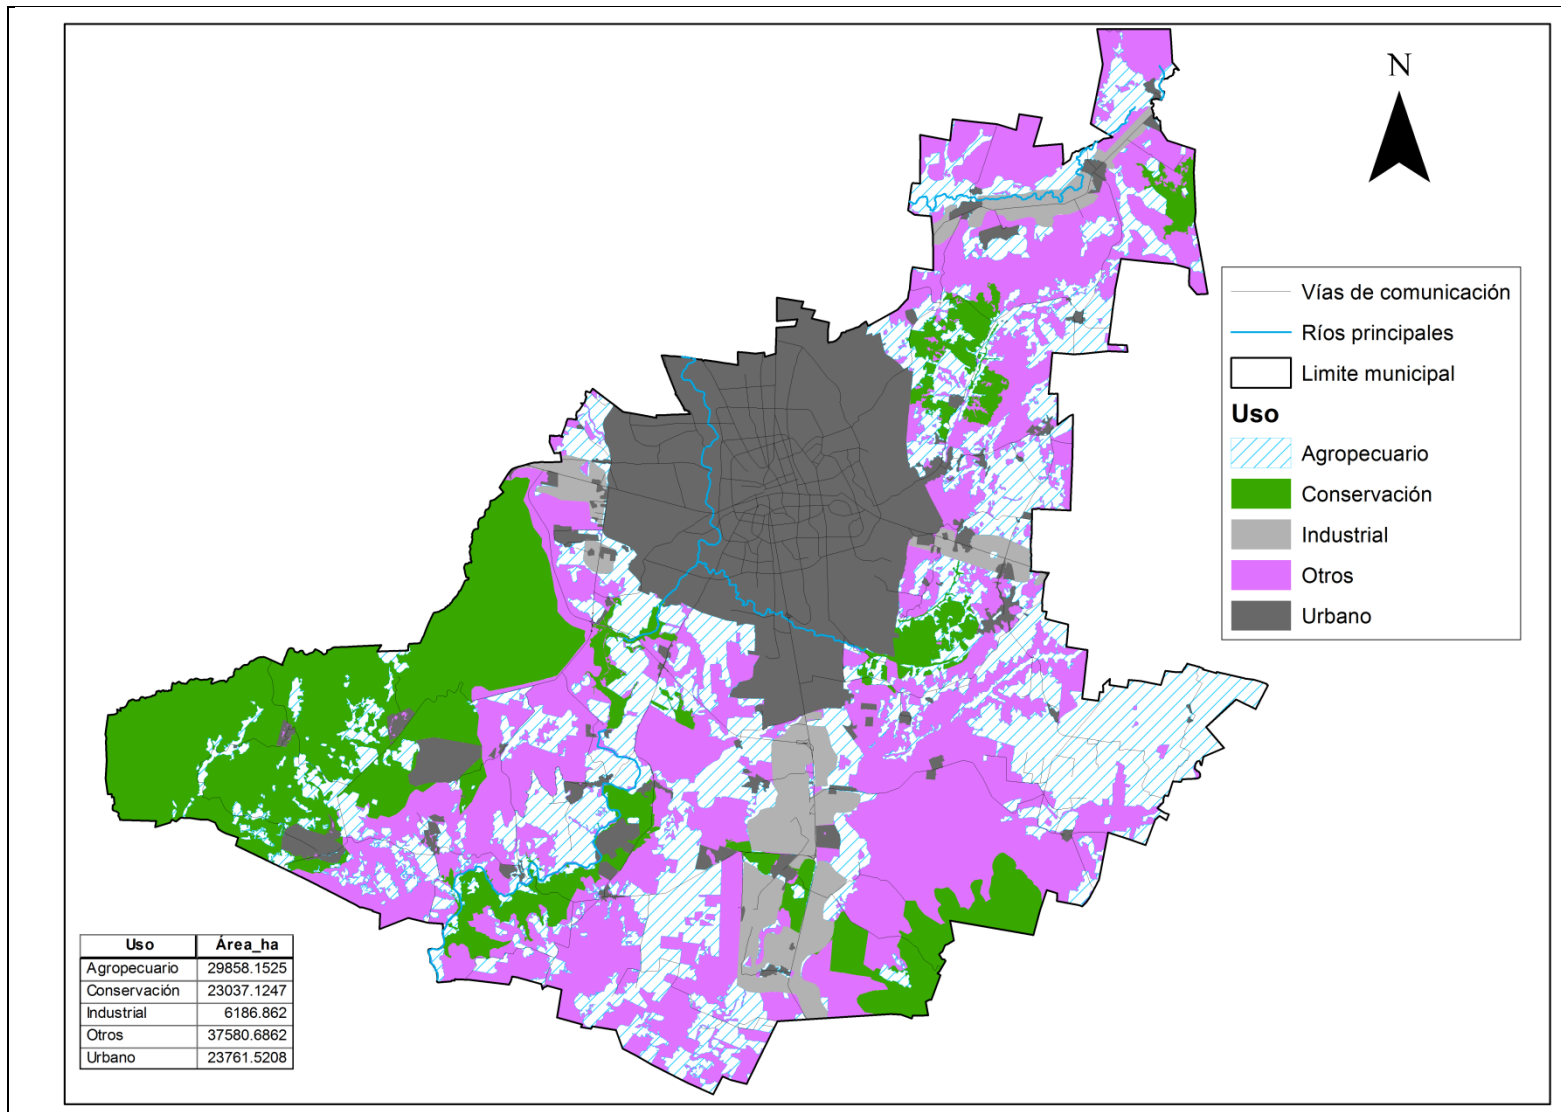 N
Vías de comunicación
Ríos principales
Limite municipal
Uso
Agropecuario
Conservación
Industrial
Otros
Urbano
Uso Área_ha
Agropecuario 29858.1525
Conservación 23037.1247
Industrial 6186.862
Otros 37580.6862
Urbano 23761.5208